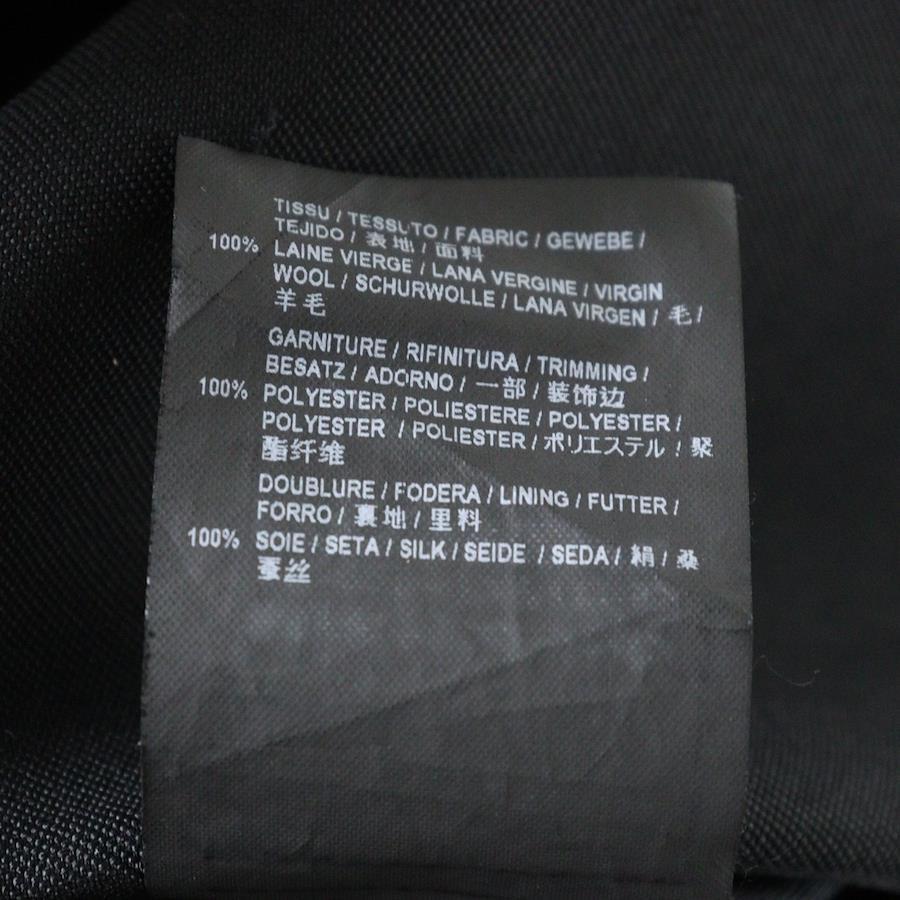 TISSU / TESSUTO / FABRIC / GEWEBE /
TEJIDO / 表地 / 面料
100% LAINE VIERGE / LANA VERGINE / VIRGIN
WOOL / SCHURWOLLE / LANA VIRGEN / 毛 /
羊毛
GARNITURE / RIFINITURA / TRIMMING /
BESATZ / ADORNO / 一部 / 装饰边
100% POLYESTER / POLIESTERE / POLYESTER /
POLYESTER / POLIESTER / ポリエステル / 聚
酯纤维
DOUBLURE / FODERA / LINING / FUTTER /
FORRO / 裏地 / 里料
100% SOIE / SETA / SILK / SEIDE / SEDA / 絹 / 桑
蚕丝